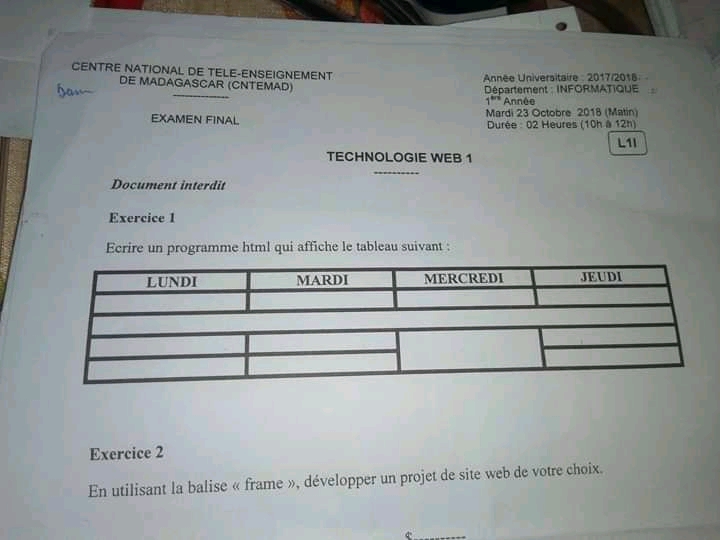 CENTRE NATIONAL DE TELE-ENSEIGNEMENT
DE MADAGASCAR (CNTEMAD)
--------------
EXAMEN FINAL
Année Universitaire : 2017/2018
Département : INFORMATIQUE
1ère Année
Mardi 23 Octobre 2018 (Matin)
Durée : 02 Heures (10h à 12h)
L1I
TECHNOLOGIE WEB 1
----------
Document interdit
Exercice 1
Ecrire un programme html qui affiche le tableau suivant :
LUNDI MARDI MERCREDI JEUDI
Exercice 2
En utilisant la balise « frame », développer un projet de site web de votre choix.